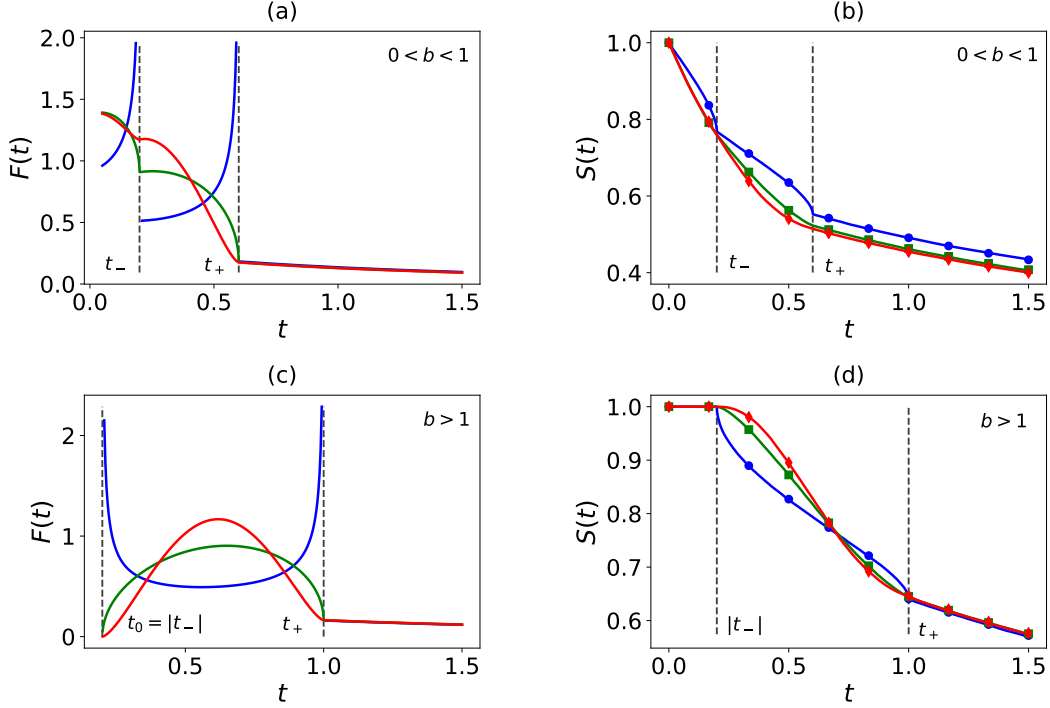 (a)
F(t)
2.0
1.5
1.0
0.5
0.0
0 < b < 1
t₋
t₊
0.0 0.5 1.0 1.5
t
(b)
S(t)
1.0
0.8
0.6
0.4
0 < b < 1
t₋
t₊
0.0 0.5 1.0 1.5
t
(c)
F(t)
2
1
0
b > 1
t₀ = |t₋|
t₊
0.5 1.0 1.5
t
(d)
S(t)
1.0
0.9
0.8
0.7
0.6
b > 1
|t₋|
t₊
0.0 0.5 1.0 1.5
t